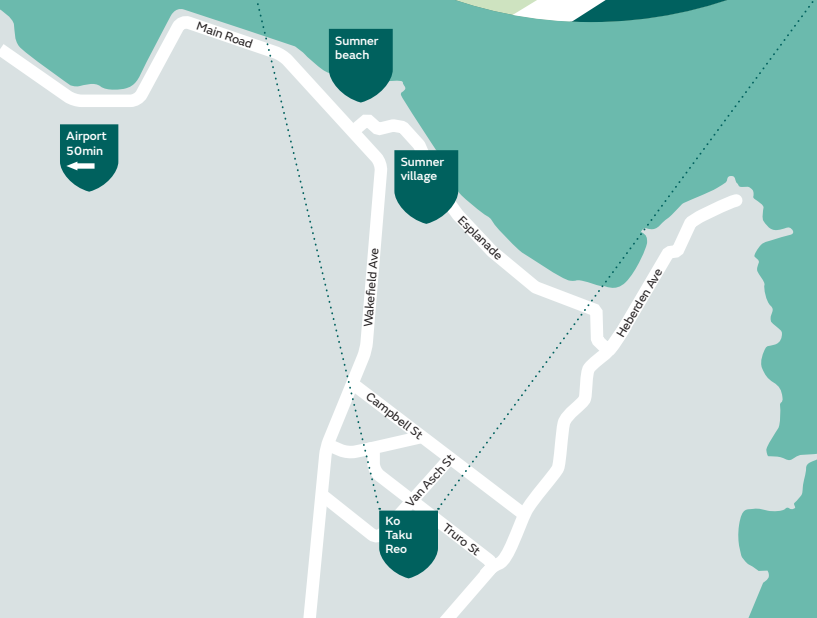 Main Road
Sumner
beach
Airport
50min
Sumner
village
Esplanade
Wakefield Ave
Heberden Ave
Campbell St
Van Asch St
Ko
Taku
Reo
Truro St